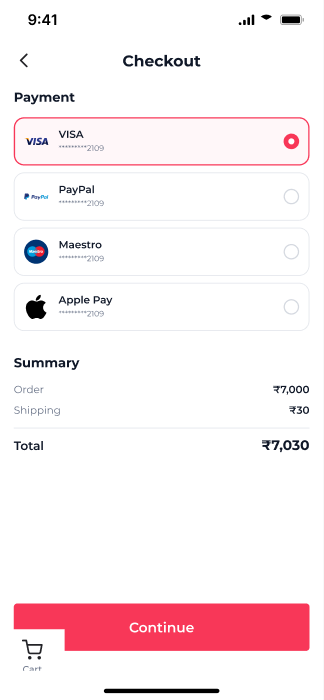 9:41
Checkout
Payment
VISA
VISA
*********2109
PayPal
PayPal
*********2109
Maestro
Maestro
*********2109
Apple Pay
*********2109
Summary
Order ₹7,000
Shipping ₹30
Total ₹7,030
Continue
Cart